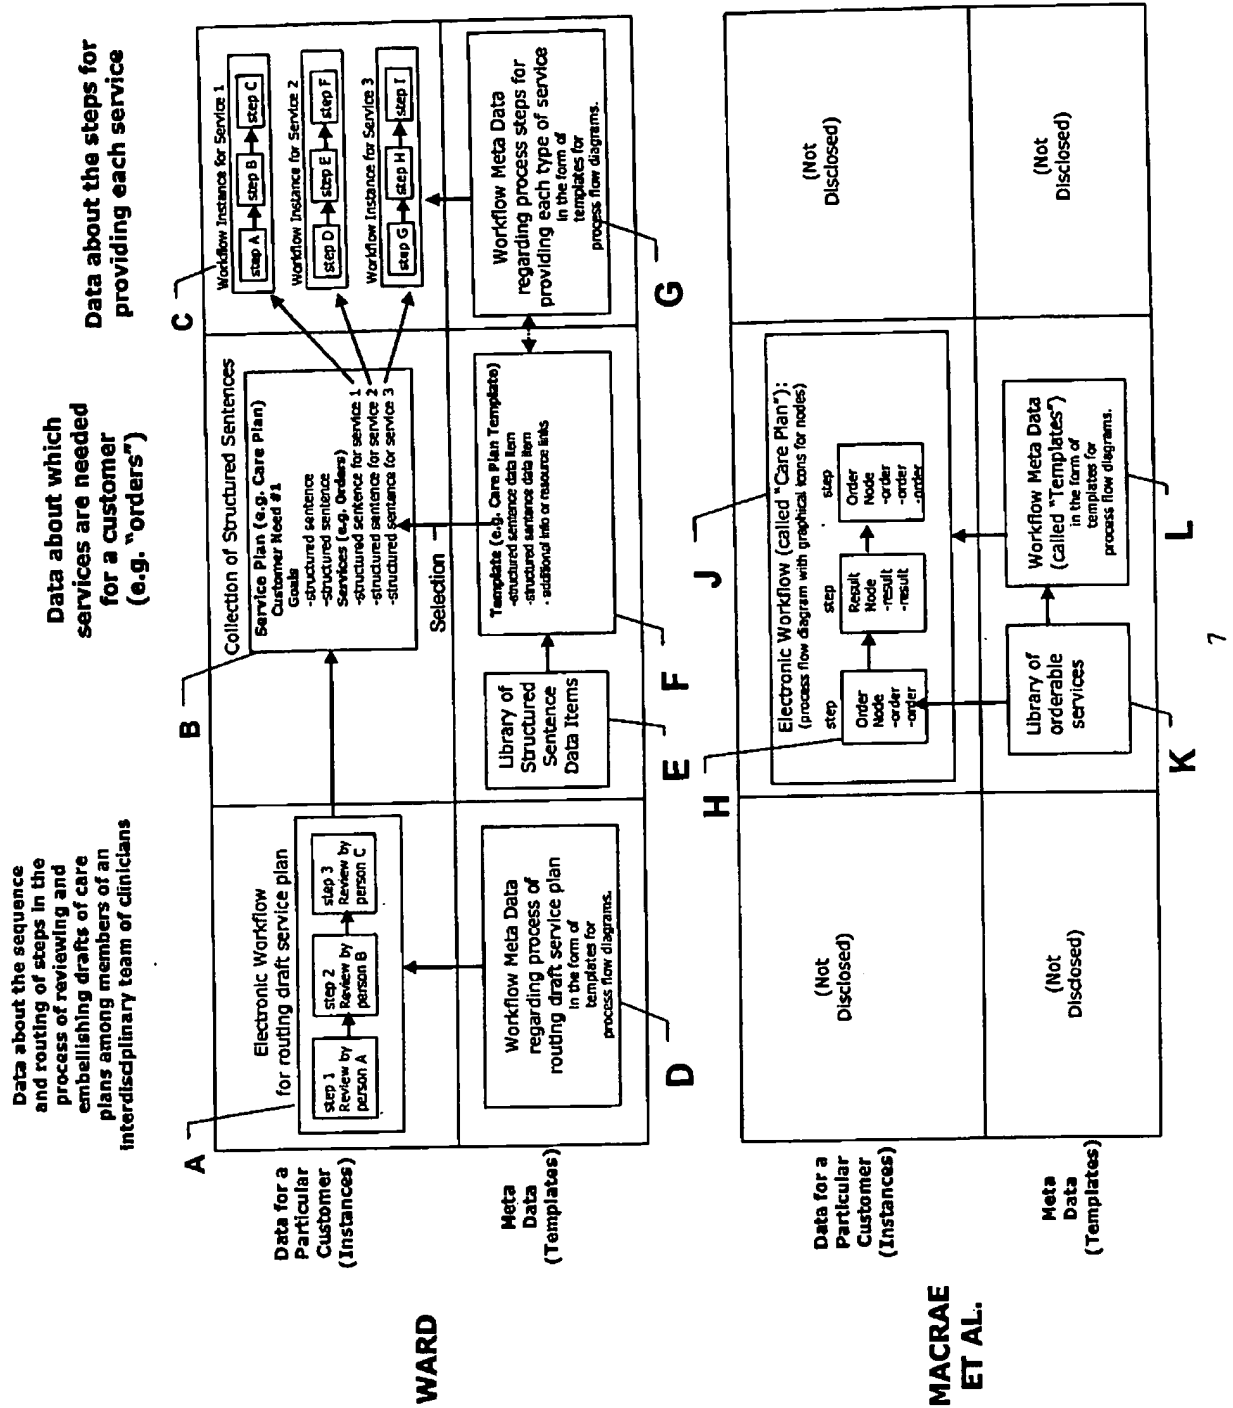 Data about the sequence
and routing of steps in the
process of reviewing and
embellishing drafts of care
plans among members of an
interdisciplinary team of clinicians
Data about which
services are needed
for a customer
(e.g. "orders")
Data about the steps for
providing each service
WARD
Data for a
Particular
Customer
(Instances)
A
Electronic Workflow
for routing draft service plan
step 1
Review by
person A
step 2
Review by
person B
step 3
Review by
person C
B
Collection of Structured Sentences
Service Plan (e.g. Care Plan)
Customer Need #1
Goals
-structured sentence
-structured sentence
Services (e.g. Orders)
-structured sentence for service 1
-structured sentence for service 2
-structured sentence for service 3
Selection
C
Workflow Instance for Service 1
step A
step B
step C
Workflow Instance for Service 2
step D
step E
step F
Workflow Instance for Service 3
step G
step H
step I
Meta
Data
(Templates)
Workflow Meta Data
regarding process of
routing draft service plan
in the form of
templates for
process flow diagrams.
D
Library of
Structured
Sentence
Data Items
E
Template (e.g. Care Plan Template)
-structured sentence data item
-structured sentance data item
- additional info or resource links
F
Workflow Meta Data
regarding process steps for
providing each type of service
in the form of
templates for
process flow diagrams.
G
MACRAE
ET AL.
Data for a
Particular
Customer
(Instances)
(Not
Disclosed)
H
J
Electronic Workflow (called "Care Plan"):
(process flow diagram with graphical icons for nodes)
step
Order
Node
-order
-order
step
Result
Node
-result
-result
step
Order
Node
-order
-order
-order
(Not
Disclosed)
Meta
Data
(Templates)
(Not
Disclosed)
Library of
orderable
services
K
Workflow Meta Data
(called "Templates")
in the form of
templates for
process flow diagrams.
L
(Not
Disclosed)
7